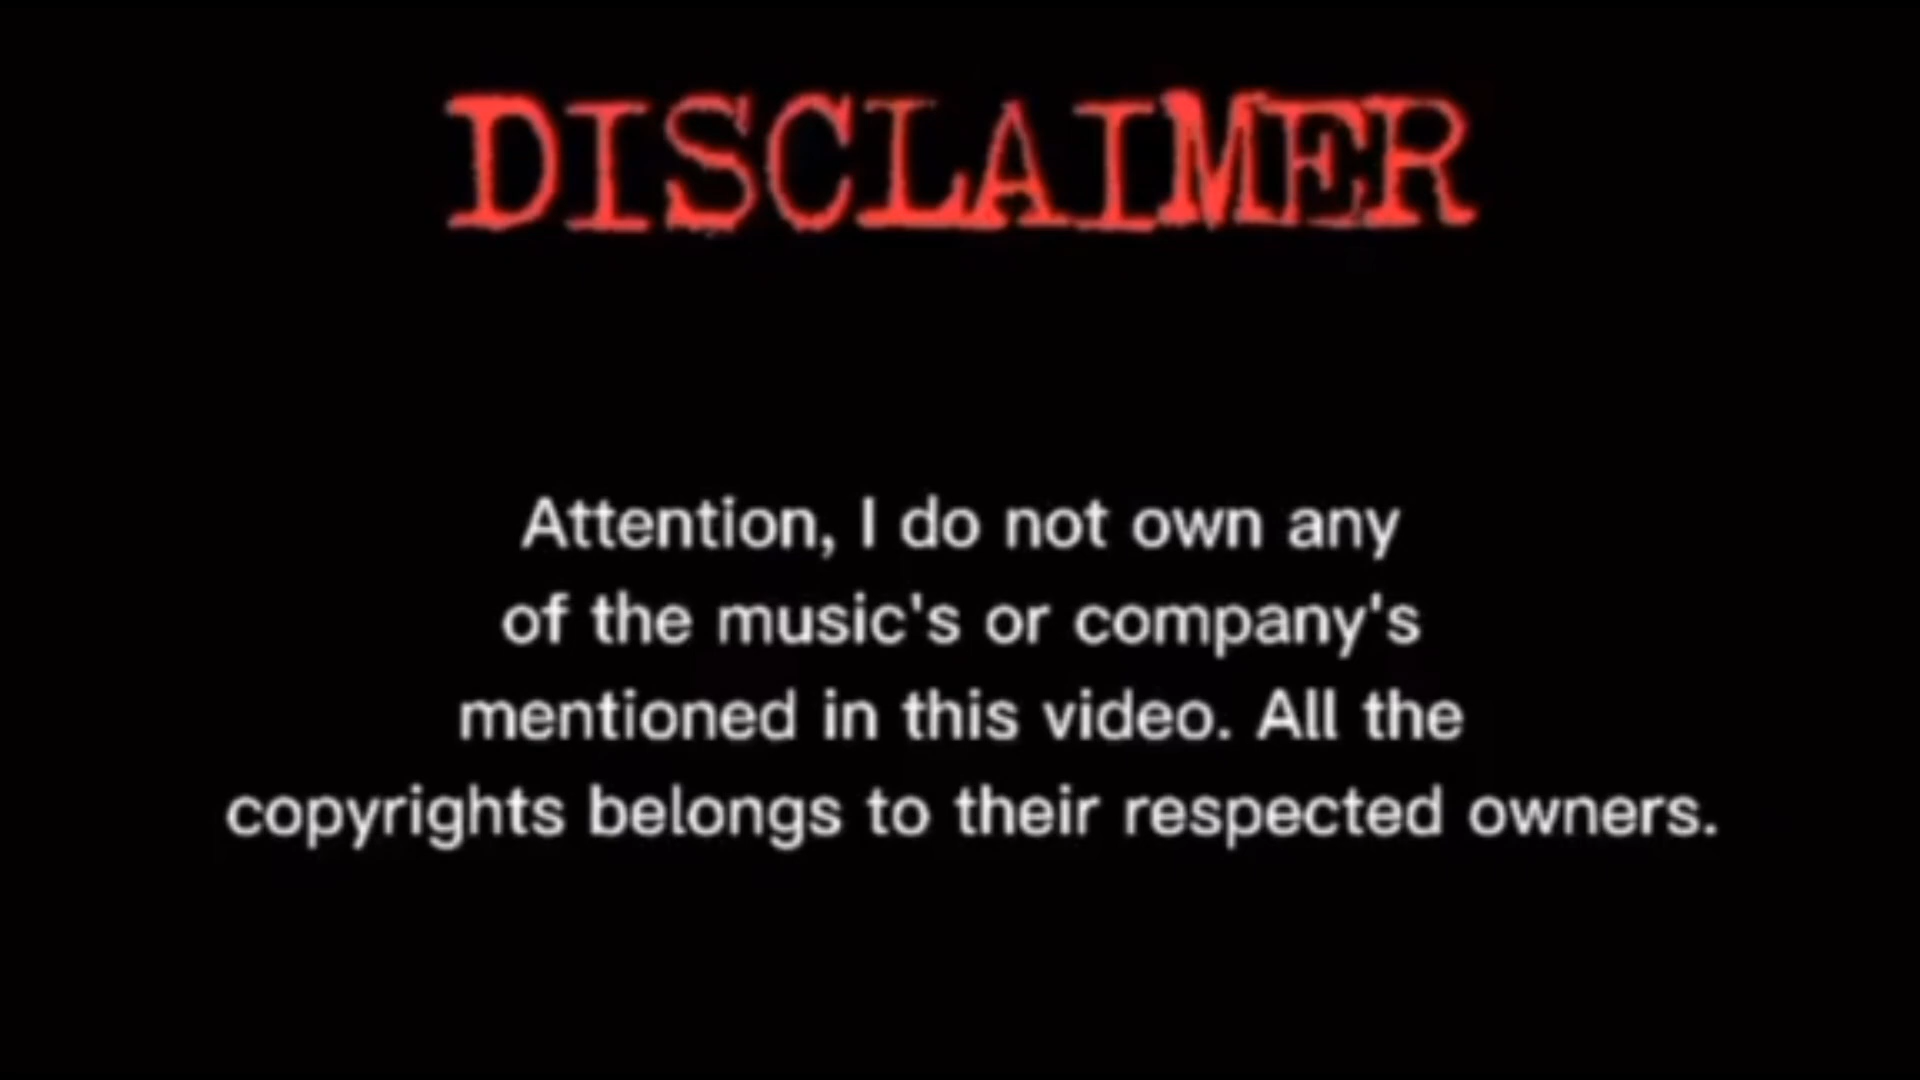 DISCLAIMER
Attention, I do not own any
of the music's or company's
mentioned in this video. All the
copyrights belongs to their respected owners.